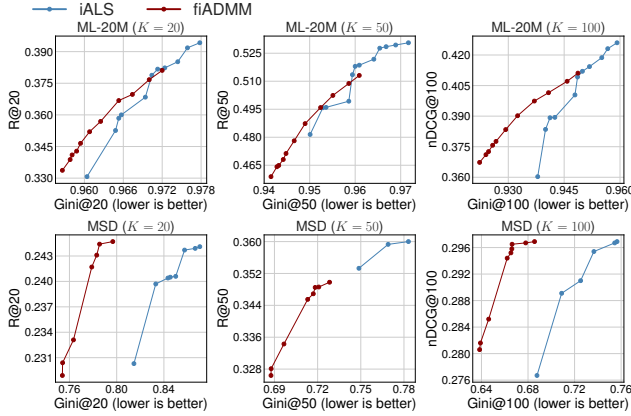 iALS fiADMM
ML-20M (K = 20)
R@20
0.390
0.375
0.360
0.345
0.330
0.960 0.966 0.972 0.978
Gini@20 (lower is better)
ML-20M (K = 50)
R@50
0.525
0.510
0.495
0.480
0.465
0.94 0.95 0.96 0.97
Gini@50 (lower is better)
ML-20M (K = 100)
nDCG@100
0.420
0.405
0.390
0.375
0.360
0.930 0.945 0.960
Gini@100 (lower is better)
MSD (K = 20)
R@20
0.243
0.239
0.235
0.231
0.76 0.80 0.84
Gini@20 (lower is better)
MSD (K = 50)
R@50
0.360
0.352
0.344
0.336
0.328
0.69 0.72 0.75 0.78
Gini@50 (lower is better)
MSD (K = 100)
nDCG@100
0.296
0.292
0.288
0.284
0.280
0.276
0.64 0.68 0.72 0.76
Gini@100 (lower is better)